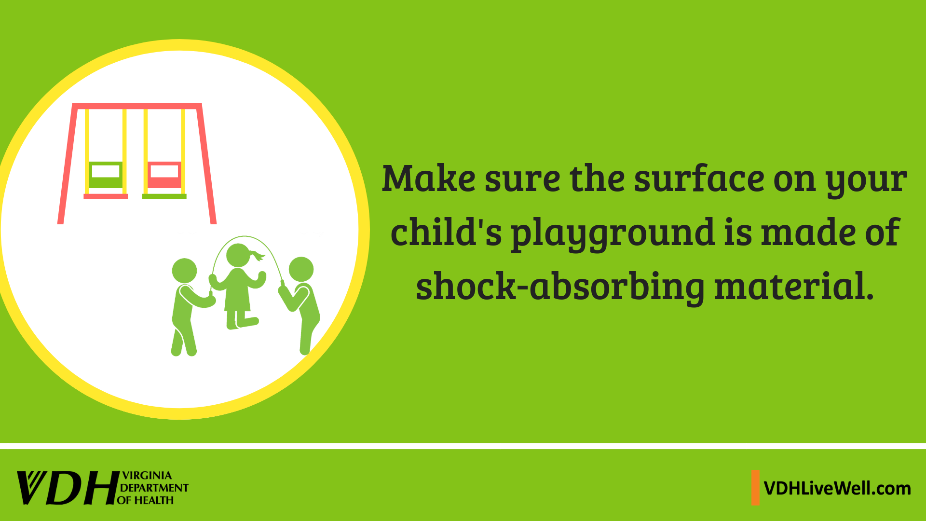 Make sure the surface on your
child's playground is made of
shock-absorbing material.
VDH VIRGINIA
DEPARTMENT
OF HEALTH
VDHLiveWell.com